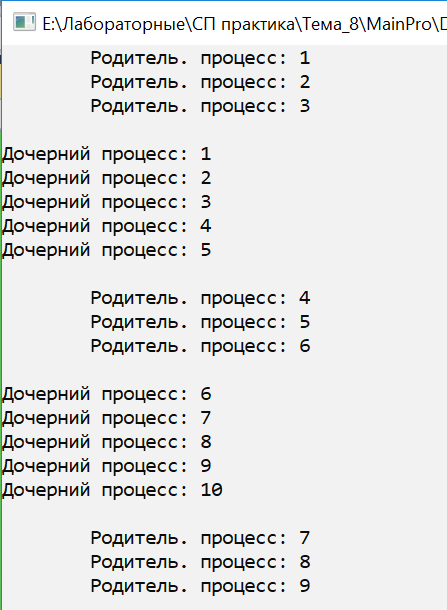 E:\Лабораторные\СП практика\Тема_8\MainPro\D
Родитель. процесс: 1
Родитель. процесс: 2
Родитель. процесс: 3
Дочерний процесс: 1
Дочерний процесс: 2
Дочерний процесс: 3
Дочерний процесс: 4
Дочерний процесс: 5
Родитель. процесс: 4
Родитель. процесс: 5
Родитель. процесс: 6
Дочерний процесс: 6
Дочерний процесс: 7
Дочерний процесс: 8
Дочерний процесс: 9
Дочерний процесс: 10
Родитель. процесс: 7
Родитель. процесс: 8
Родитель. процесс: 9